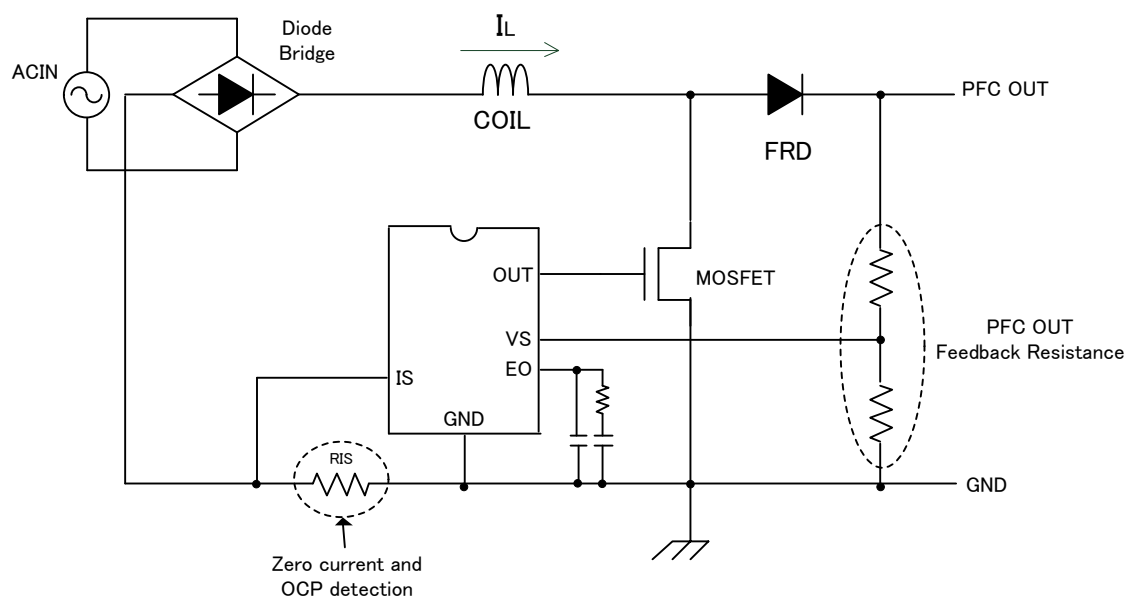 Diode
Bridge
IL
ACIN
PFC OUT
COIL
FRD
OUT
MOSFET
VS
PFC OUT
Feedback Resistance
EO
IS
GND
RIS
GND
Zero current and
OCP detection